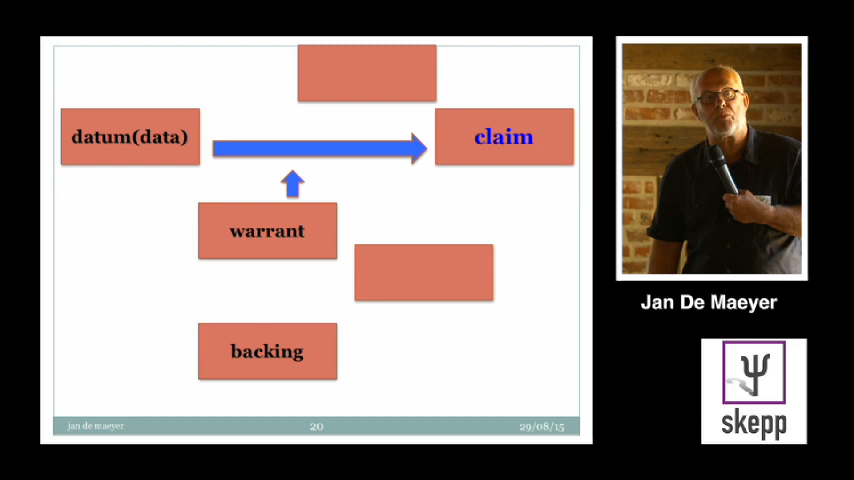 datum(data)
claim
warrant
backing
jan de maeyer
20
29/08/15
Jan De Maeyer
skepp